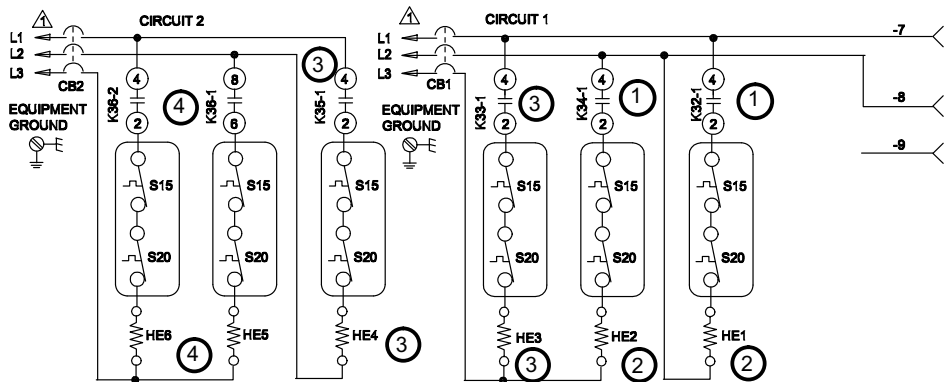 1 CIRCUIT 2 1 CIRCUIT 1
L1 L1 -7
L2 L2
L3 L3
CB2 CB1
3
4 8 4 4 4 4
K36-2 4 K36-1 K35-1 K33-1 3 K34-1 1 K32-1 1
-8
2 6 2 2 2 2
EQUIPMENT EQUIPMENT
GROUND GROUND
-9
S15 S15 S15 S15 S15 S15
S20 S20 S20 S20 S20 S20
HE6 HE5 HE4 HE3 HE2 HE1
4 3 3 2 2